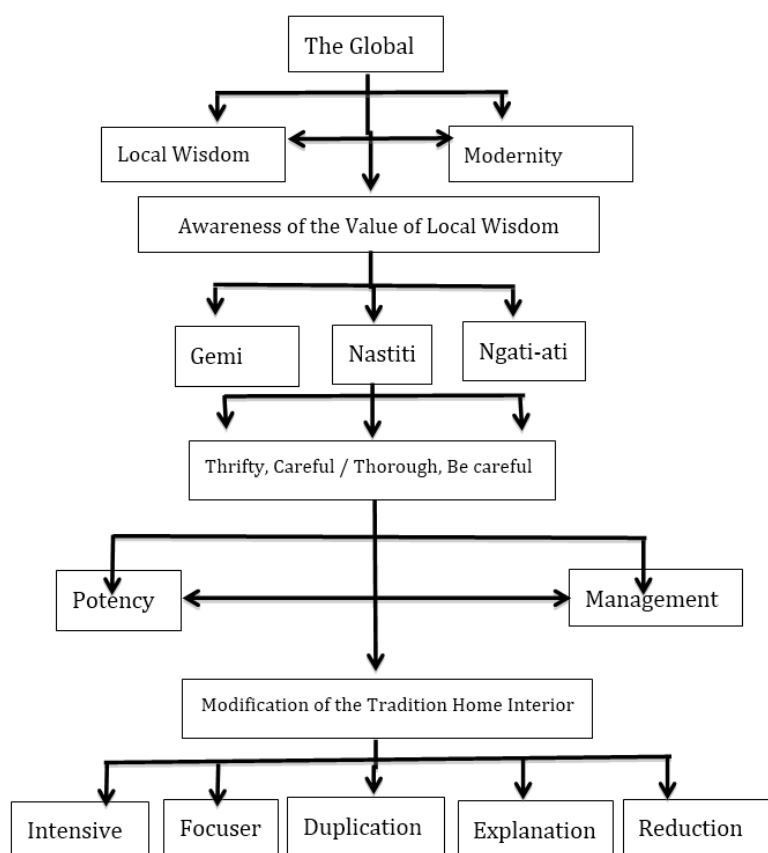 The Global
Local Wisdom
Modernity
Awareness of the Value of Local Wisdom
Gemi
Nastiti
Ngati-ati
Thrifty, Careful / Thorough, Be careful
Potency
Management
Modification of the Tradition Home Interior
Intensive
Focuser
Duplication
Explanation
Reduction